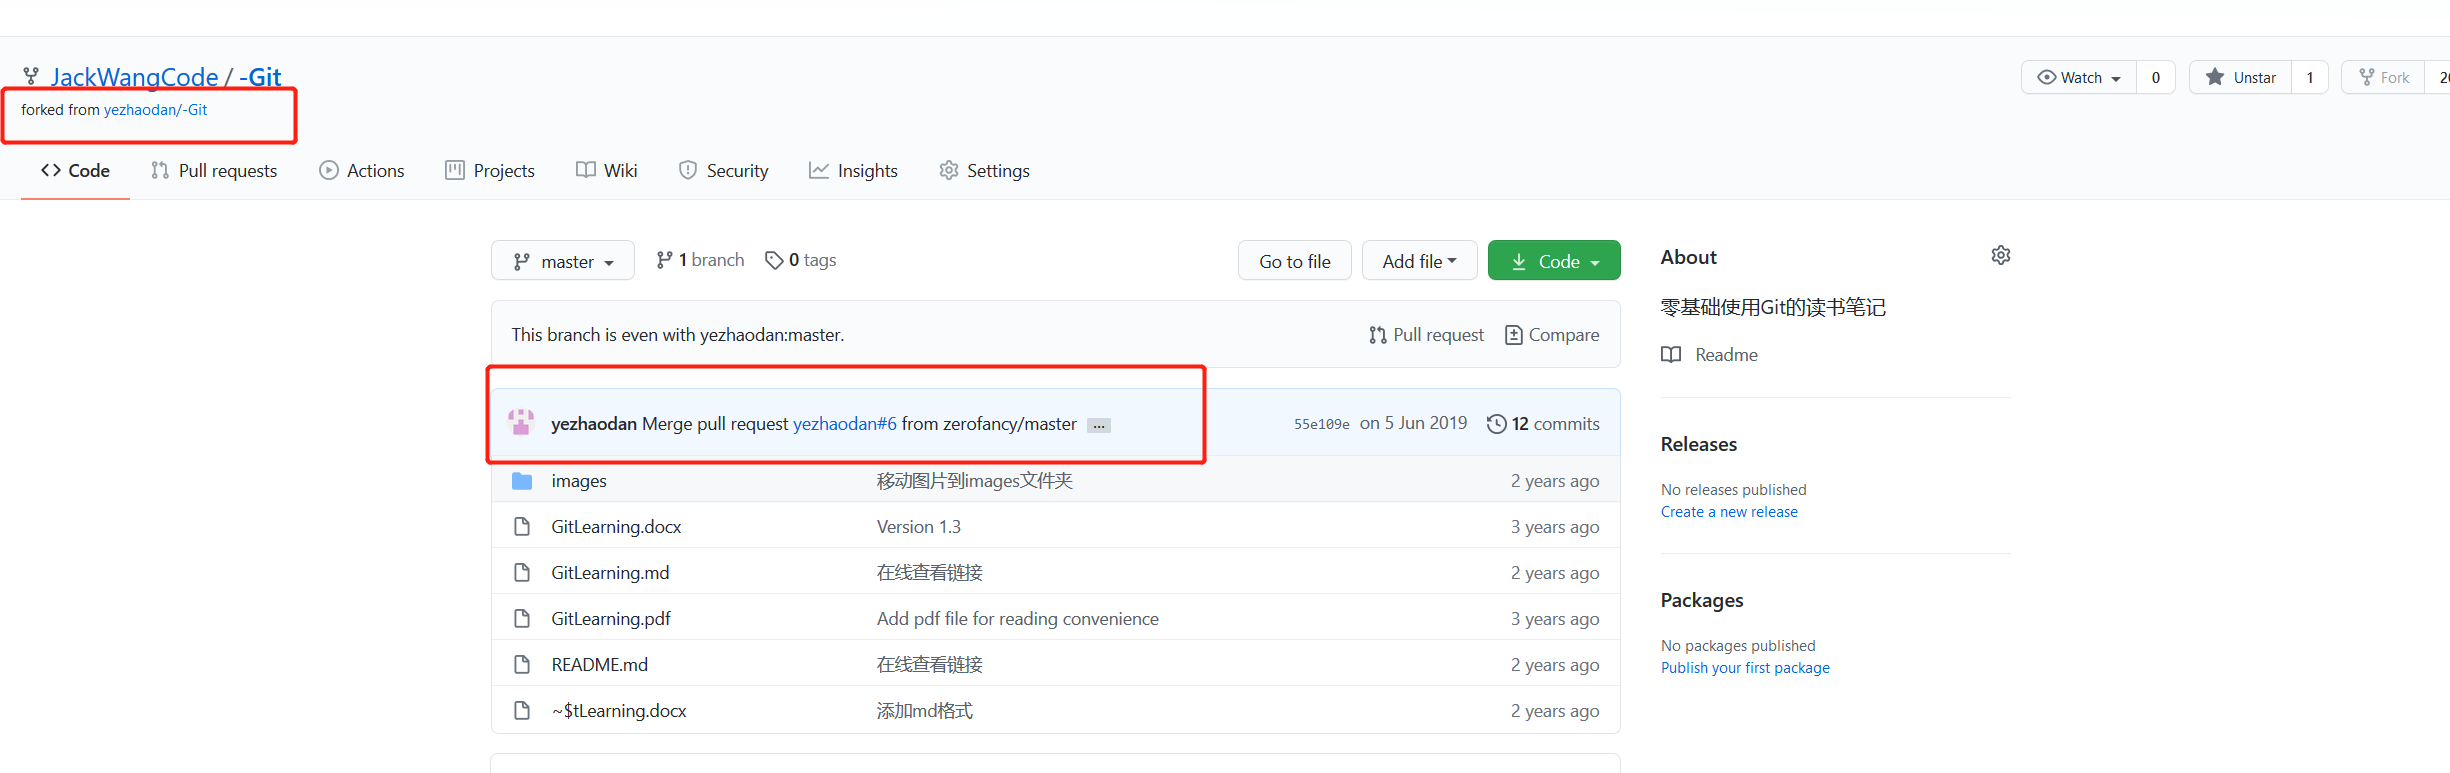 JackWangCode / -Git
Watch 0 Unstar 1 Fork
forked from yezhaodan/-Git
Code Pull requests Actions Projects Wiki Security Insights Settings
master 1 branch 0 tags Go to file Add file Code
This branch is even with yezhaodan:master. Pull request Compare
yezhaodan Merge pull request yezhaodan#6 from zerofancy/master ... 55e109e on 5 Jun 2019 12 commits
images 移动图片到images文件夹 2 years ago
GitLearning.docx Version 1.3 3 years ago
GitLearning.md 在线查看链接 2 years ago
GitLearning.pdf Add pdf file for reading convenience 3 years ago
README.md 在线查看链接 2 years ago
~$tLearning.docx 添加md格式 2 years ago
About
零基础使用Git的读书笔记
Readme
Releases
No releases published
Create a new release
Packages
No packages published
Publish your first package